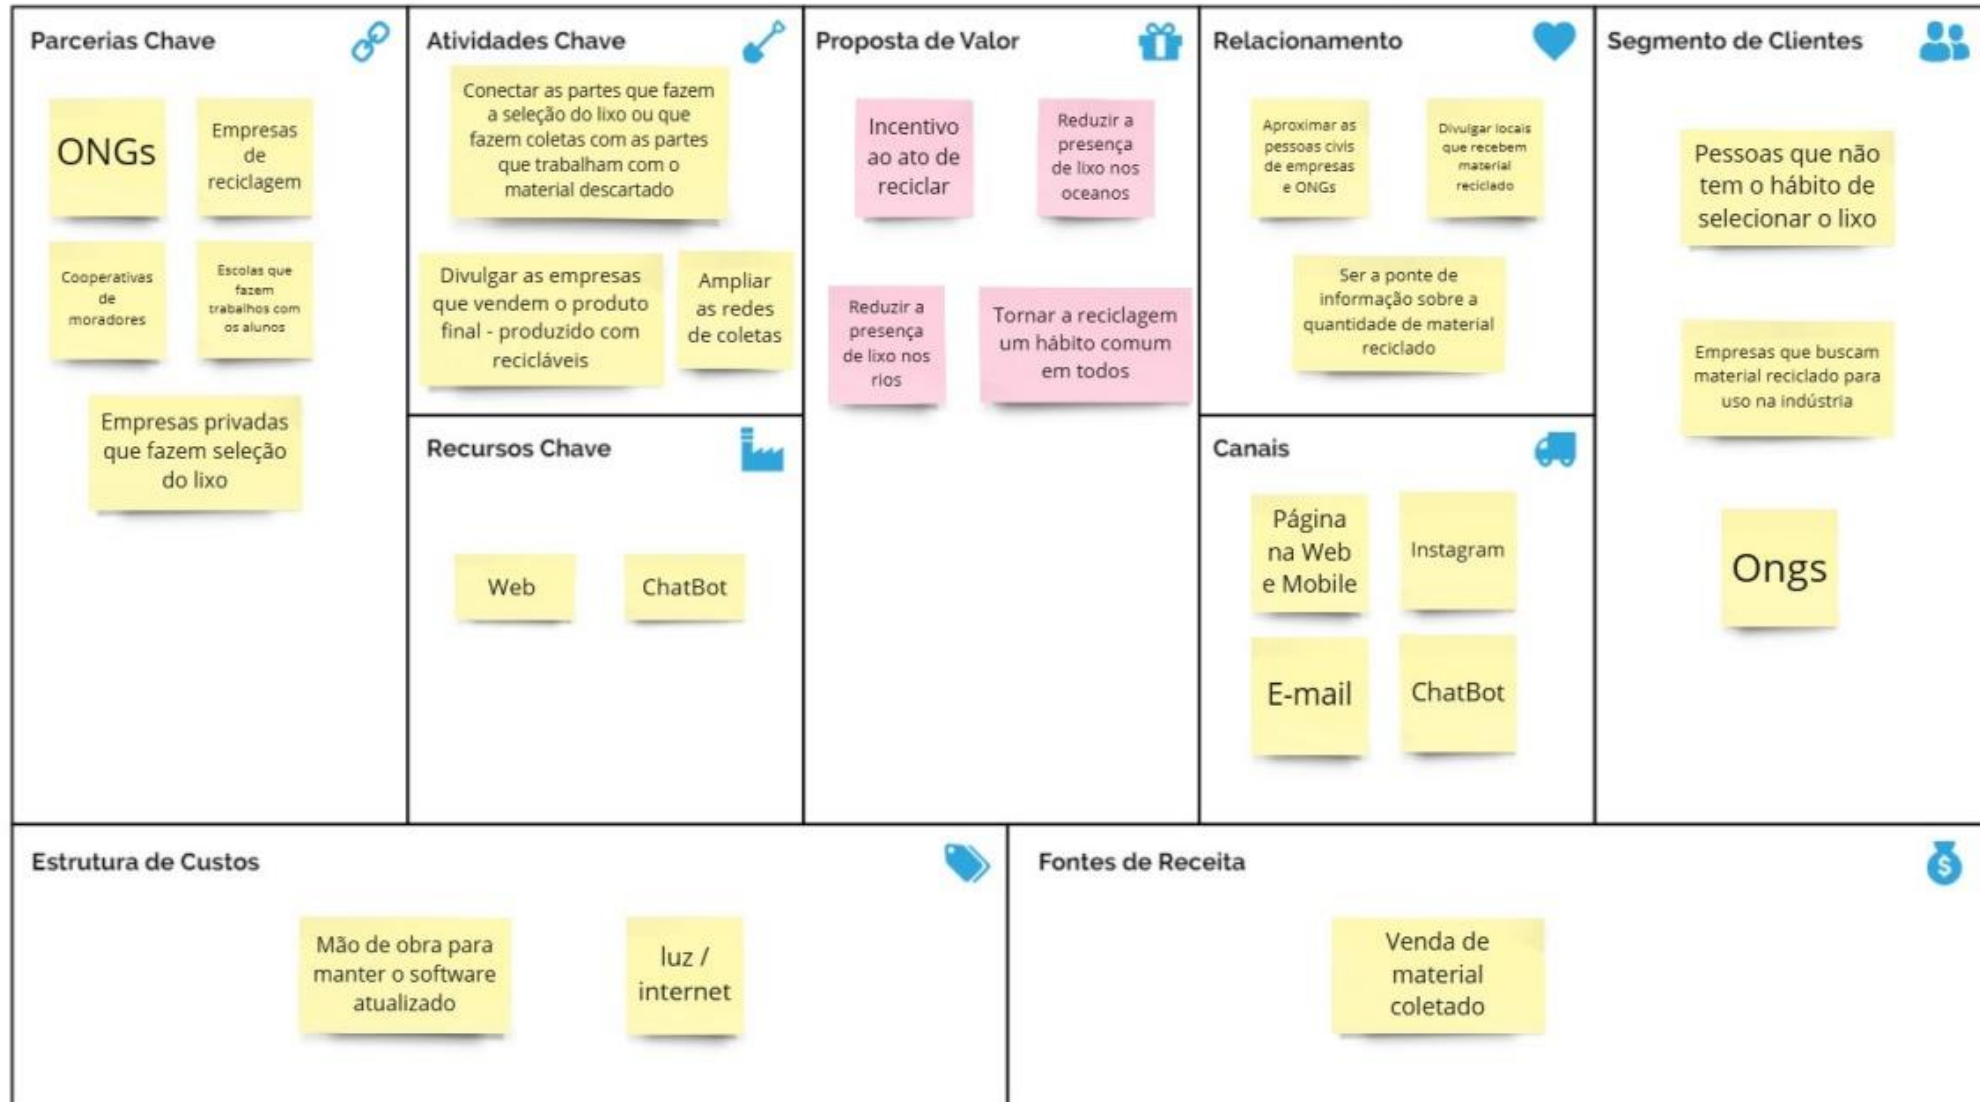 Parcerias Chave
ONGs
Empresas
de
reciclagem
Cooperativas
de
moradores
Escolas que
fazem
trabalhos com
os alunos
Empresas privadas
que fazem seleção
do lixo
Atividades Chave
Conectar as partes que fazem
a seleção do lixo ou que
fazem coletas com as partes
que trabalham com o
material descartado
Divulgar as empresas
que vendem o produto
final - produzido com
recicláveis
Ampliar
as redes
de coletas
Recursos Chave
Web
ChatBot
Proposta de Valor
Incentivo
ao ato de
reciclar
Reduzir a
presença
de lixo nos
oceanos
Reduzir a
presença
de lixo nos
rios
Tornar a reciclagem
um hábito comum
em todos
Relacionamento
Aproximar as
pessoas civis
de empresas
e ONGs
Divulgar locais
que recebem
material
reciclado
Ser a ponte de
informação sobre a
quantidade de material
reciclado
Canais
Página
na Web
e Mobile
Instagram
E-mail
ChatBot
Segmento de Clientes
Pessoas que não
tem o hábito de
selecionar o lixo
Empresas que buscam
material reciclado para
uso na indústria
Ongs
Estrutura de Custos
Mão de obra para
manter o software
atualizado
luz /
internet
Fontes de Receita
$
Venda de
material
coletado